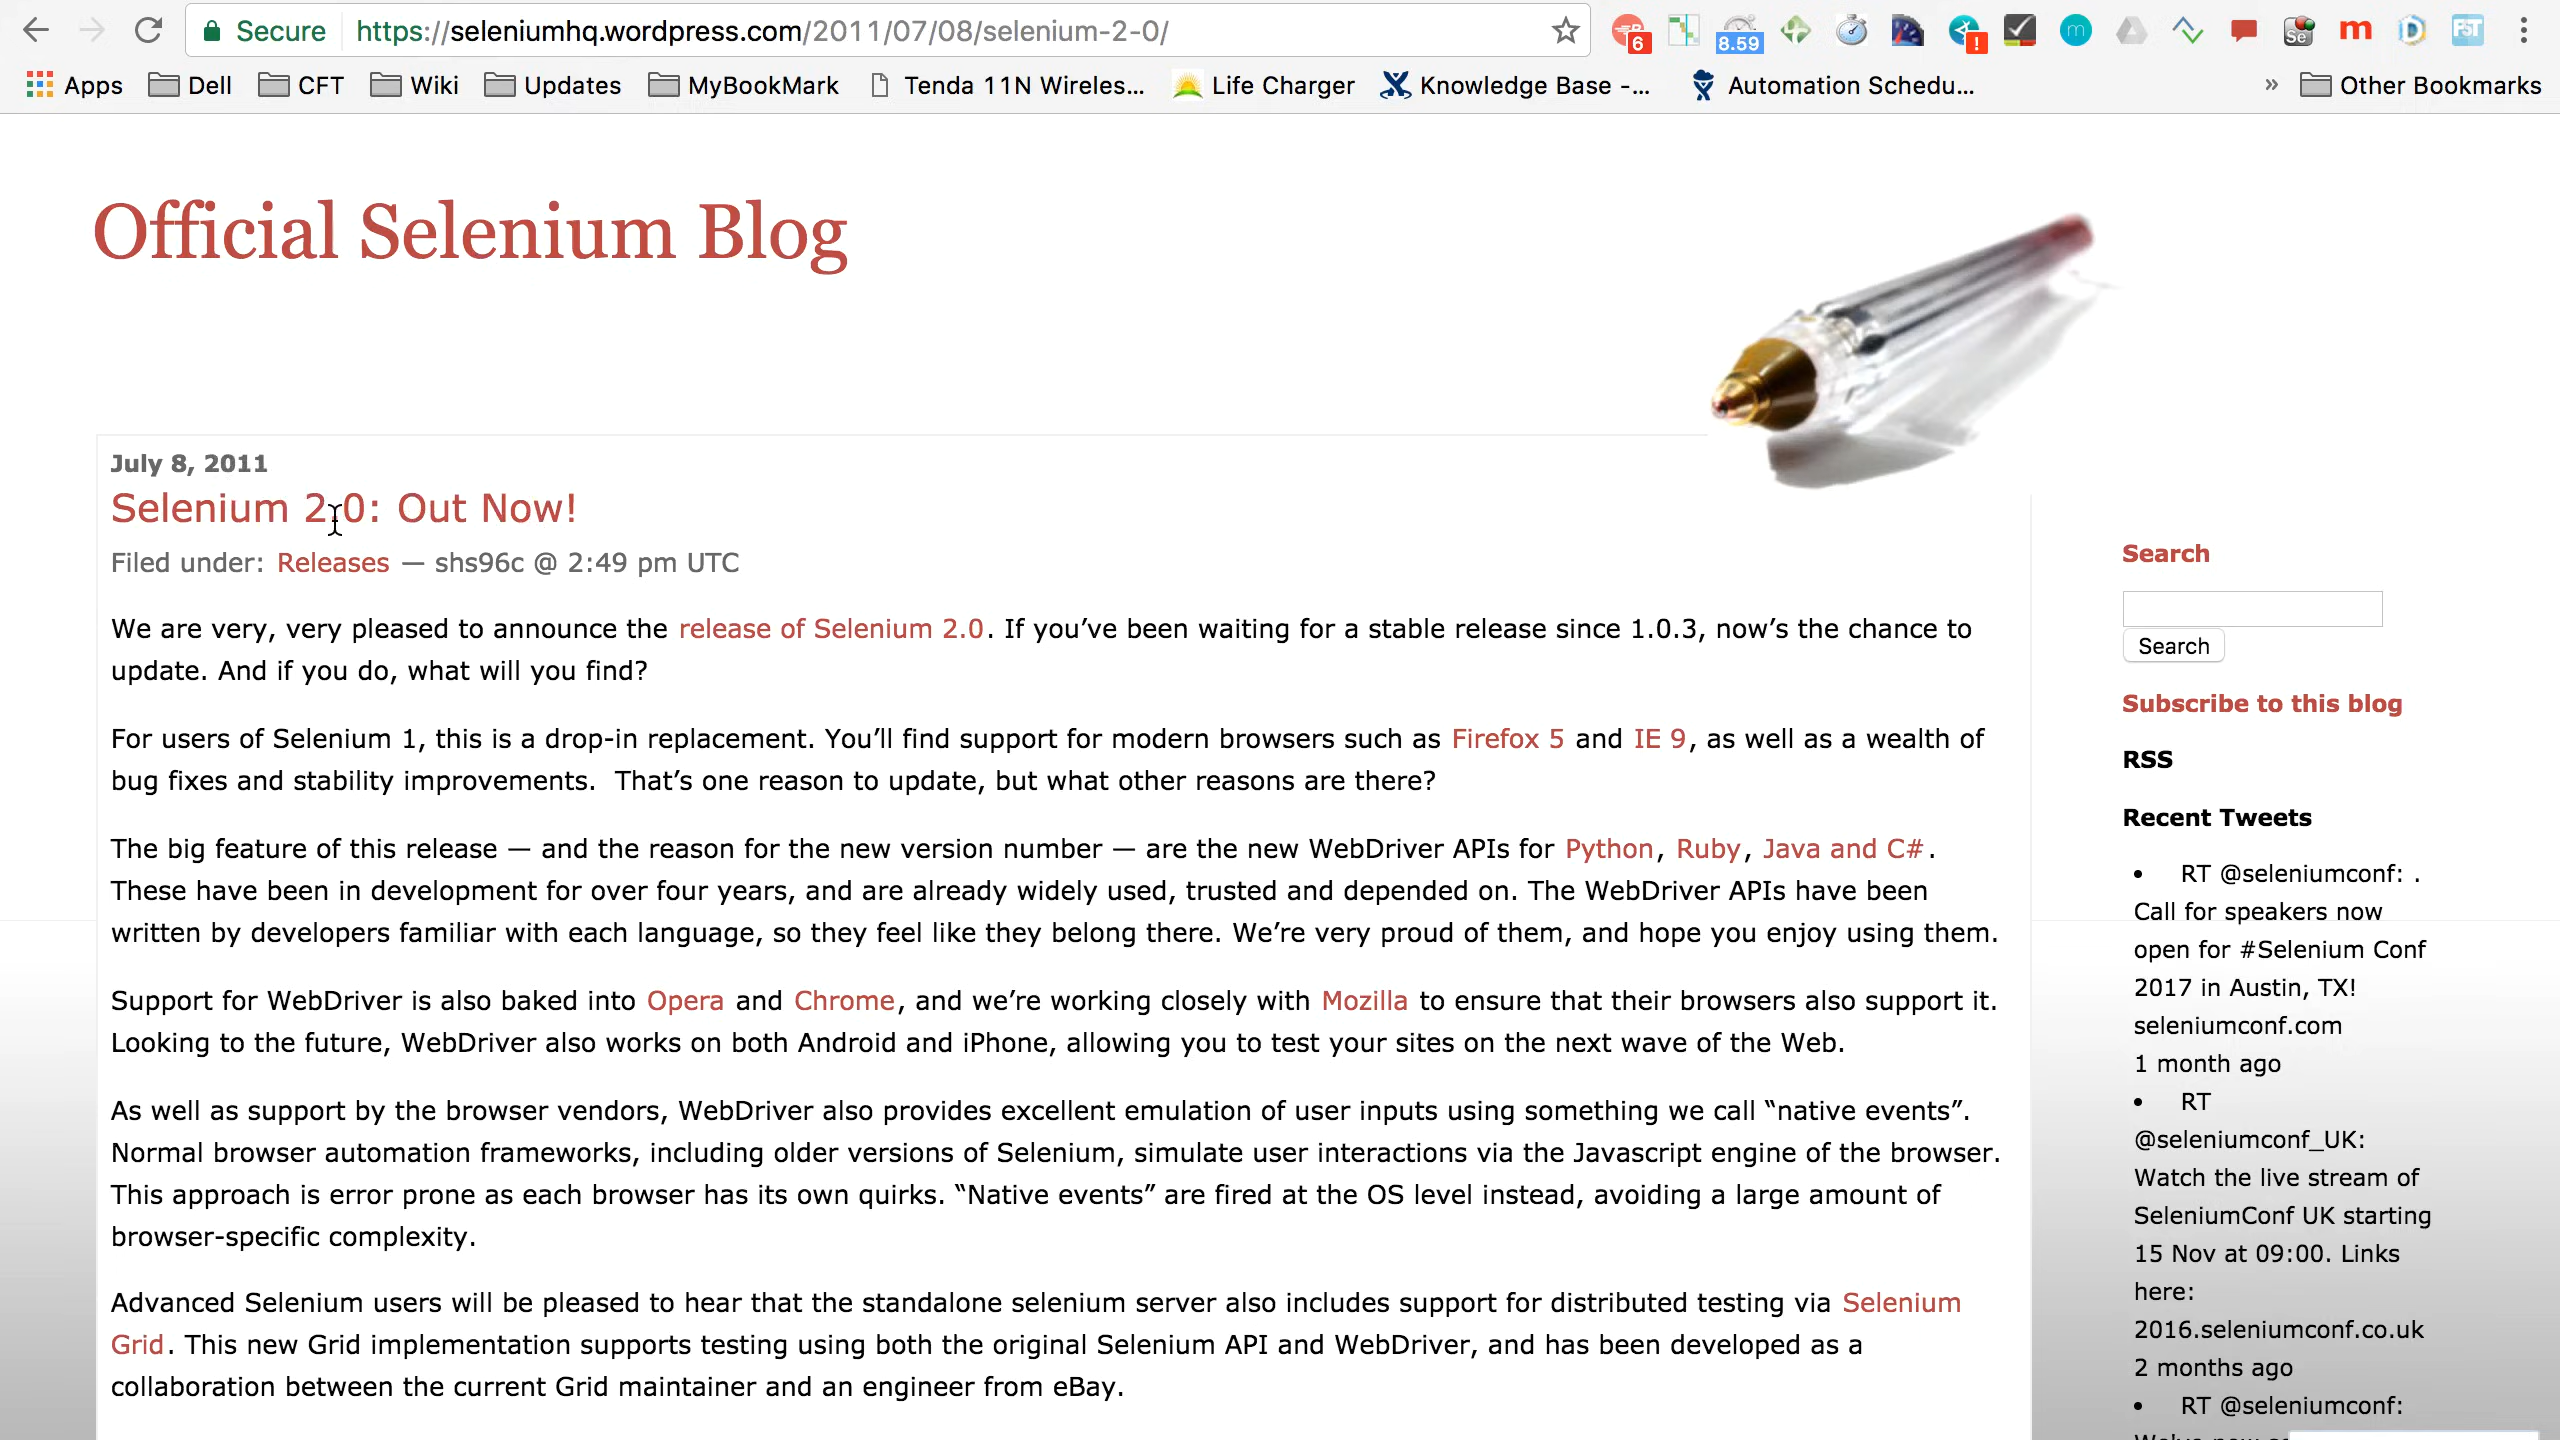 Secure https://seleniumhq.wordpress.com/2011/07/08/selenium-2-0/
6
8.59
!
m
Se
m
D
FST
Apps Dell CFT Wiki Updates MyBookMark Tenda 11N Wireles... Life Charger Knowledge Base -... Automation Schedu... » Other Bookmarks
Official Selenium Blog
July 8, 2011
Selenium 2.0: Out Now!
Filed under: Releases — shs96c @ 2:49 pm UTC
We are very, very pleased to announce the release of Selenium 2.0. If you’ve been waiting for a stable release since 1.0.3, now’s the chance to
update. And if you do, what will you find?
For users of Selenium 1, this is a drop-in replacement. You’ll find support for modern browsers such as Firefox 5 and IE 9, as well as a wealth of
bug fixes and stability improvements.  That’s one reason to update, but what other reasons are there?
The big feature of this release — and the reason for the new version number — are the new WebDriver APIs for Python, Ruby, Java and C#.
These have been in development for over four years, and are already widely used, trusted and depended on. The WebDriver APIs have been
written by developers familiar with each language, so they feel like they belong there. We’re very proud of them, and hope you enjoy using them.
Support for WebDriver is also baked into Opera and Chrome, and we’re working closely with Mozilla to ensure that their browsers also support it.
Looking to the future, WebDriver also works on both Android and iPhone, allowing you to test your sites on the next wave of the Web.
As well as support by the browser vendors, WebDriver also provides excellent emulation of user inputs using something we call “native events”.
Normal browser automation frameworks, including older versions of Selenium, simulate user interactions via the Javascript engine of the browser.
This approach is error prone as each browser has its own quirks. “Native events” are fired at the OS level instead, avoiding a large amount of
browser-specific complexity.
Advanced Selenium users will be pleased to hear that the standalone selenium server also includes support for distributed testing via Selenium
Grid. This new Grid implementation supports testing using both the original Selenium API and WebDriver, and has been developed as a
collaboration between the current Grid maintainer and an engineer from eBay.
Search
Search
Subscribe to this blog
RSS
Recent Tweets
• RT @seleniumconf: .
Call for speakers now
open for #Selenium Conf
2017 in Austin, TX!
seleniumconf.com
1 month ago
• RT
@seleniumconf_UK:
Watch the live stream of
SeleniumConf UK starting
15 Nov at 09:00. Links
here:
2016.seleniumconf.co.uk
2 months ago
• RT @seleniumconf: